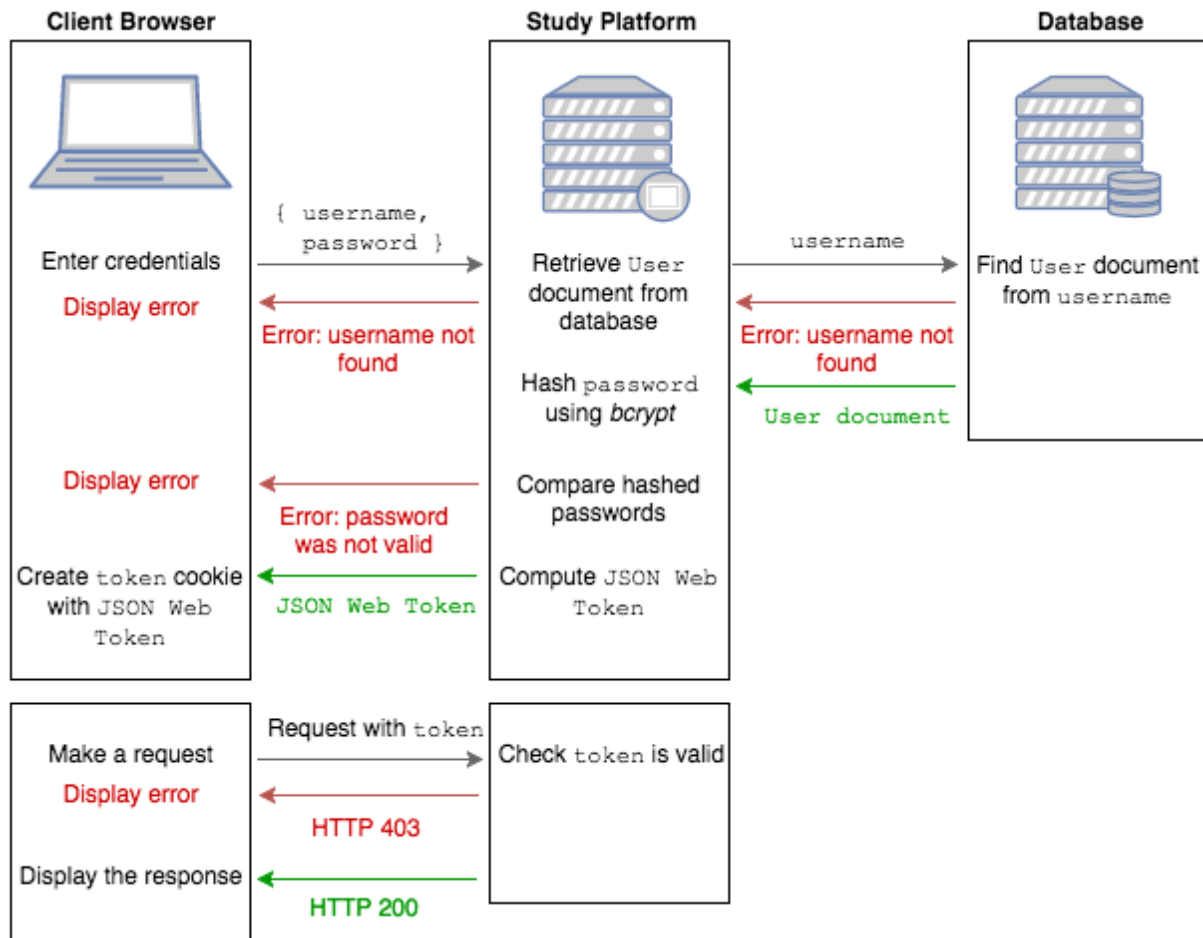 Client Browser
Study Platform
Database
{ username,
password }
username
Enter credentials
Retrieve User
document from
database
Find User document
from username
Display error
Error: username not
found
Error: username not
found
Hash password
using bcrypt
User document
Display error
Compare hashed
passwords
Error: password
was not valid
Create token cookie
with JSON Web
Token
JSON Web Token
Compute JSON Web
Token
Request with token
Make a request
Check token is valid
Display error
HTTP 403
Display the response
HTTP 200